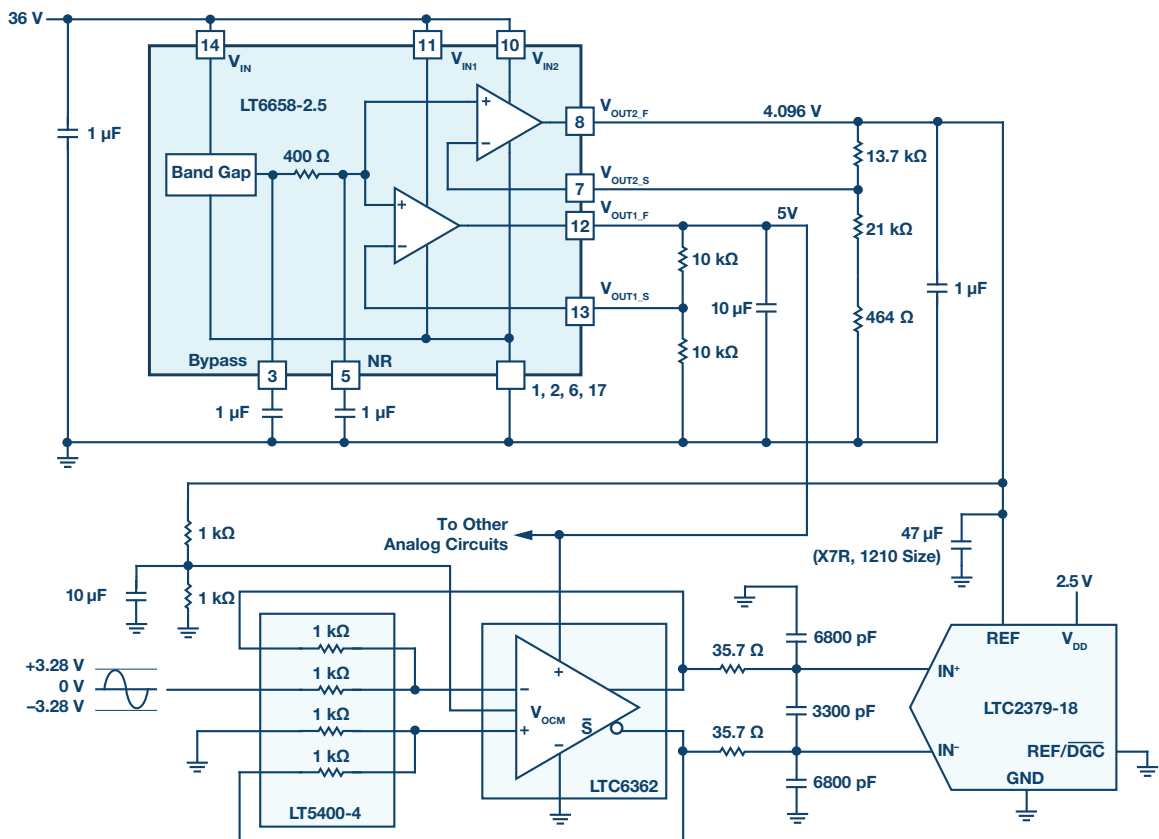 36 V
14
V_IN
11
V_IN1
10
V_IN2
LT6658-2.5
1 µF
Band Gap
400 Ω
+
−
8
V_OUT2_F
4.096 V
13.7 kΩ
7
V_OUT2_S
12
V_OUT1_F
5V
+
−
21 kΩ
10 kΩ
10 µF
1 µF
13
V_OUT1_S
464 Ω
10 kΩ
Bypass
3
5
NR
1, 2, 6, 17
1 µF
1 µF
1 kΩ
To Other
Analog Circuits
47 µF
(X7R, 1210 Size)
10 µF
1 kΩ
2.5 V
1 kΩ
6800 pF
REF
V_DD
35.7 Ω
+3.28 V
0 V
−3.28 V
1 kΩ
+
−
IN+
1 kΩ
V_OCM
3300 pF
LTC2379-18
+
S̅
35.7 Ω
1 kΩ
−
IN−
REF/D̅G̅C̅
6800 pF
GND
LTC6362
LT5400-4